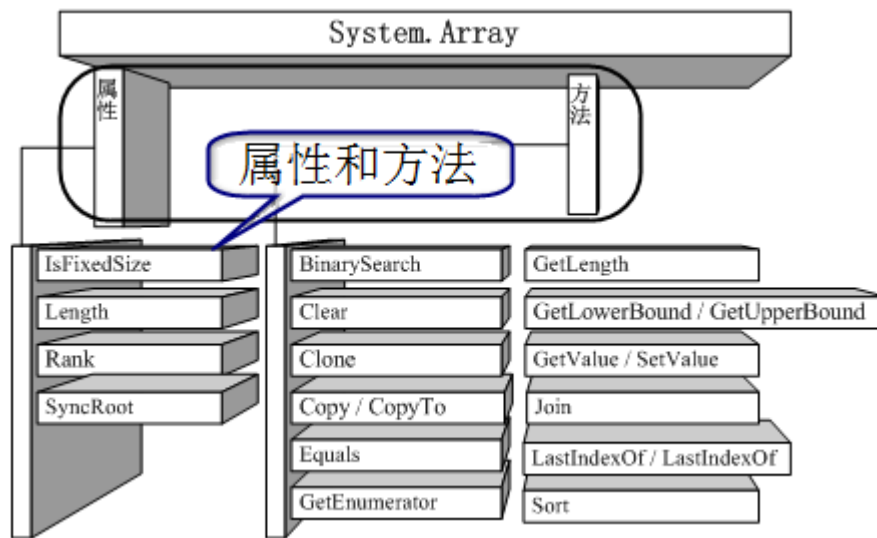 System.Array
属性
方法
属性和方法
IsFixedSize
Length
Rank
SyncRoot
BinarySearch
Clear
Clone
Copy / CopyTo
Equals
GetEnumerator
GetLength
GetLowerBound / GetUpperBound
GetValue / SetValue
Join
LastIndexOf / LastIndexOf
Sort